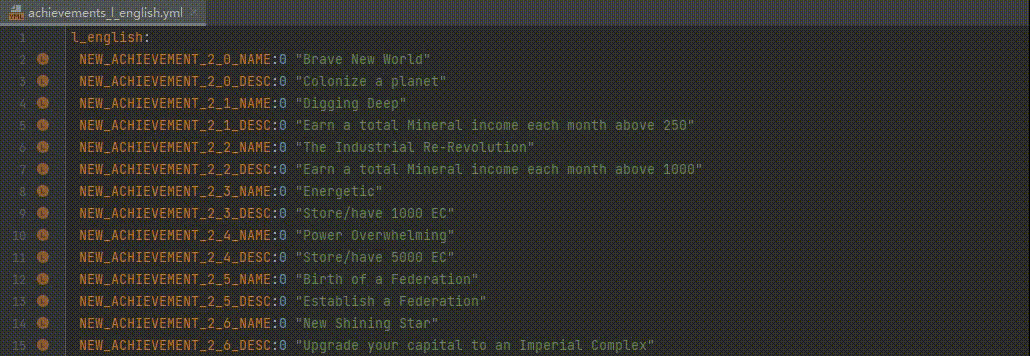 achievements_l_english.yml
1 l_english:
2 NEW_ACHIEVEMENT_2_0_NAME:0 "Brave New World"
3 NEW_ACHIEVEMENT_2_0_DESC:0 "Colonize a planet"
4 NEW_ACHIEVEMENT_2_1_NAME:0 "Digging Deep"
5 NEW_ACHIEVEMENT_2_1_DESC:0 "Earn a total Mineral income each month above 250"
6 NEW_ACHIEVEMENT_2_2_NAME:0 "The Industrial Re-Revolution"
7 NEW_ACHIEVEMENT_2_2_DESC:0 "Earn a total Mineral income each month above 1000"
8 NEW_ACHIEVEMENT_2_3_NAME:0 "Energetic"
9 NEW_ACHIEVEMENT_2_3_DESC:0 "Store/have 1000 EC"
10 NEW_ACHIEVEMENT_2_4_NAME:0 "Power Overwhelming"
11 NEW_ACHIEVEMENT_2_4_DESC:0 "Store/have 5000 EC"
12 NEW_ACHIEVEMENT_2_5_NAME:0 "Birth of a Federation"
13 NEW_ACHIEVEMENT_2_5_DESC:0 "Establish a Federation"
14 NEW_ACHIEVEMENT_2_6_NAME:0 "New Shining Star"
15 NEW_ACHIEVEMENT_2_6_DESC:0 "Upgrade your capital to an Imperial Complex"